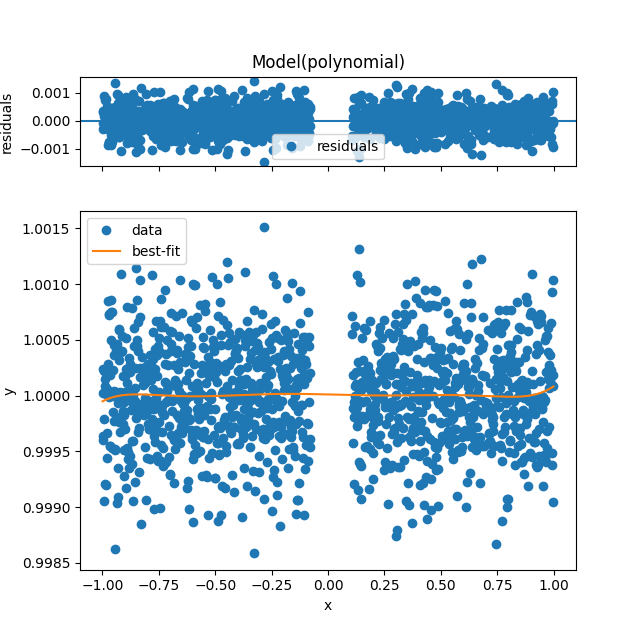 Model(polynomial)
residuals
0.001
0.000
−0.001
residuals
y
1.0015
1.0010
1.0005
1.0000
0.9995
0.9990
0.9985
data
best-fit
−1.00 −0.75 −0.50 −0.25 0.00 0.25 0.50 0.75 1.00
x